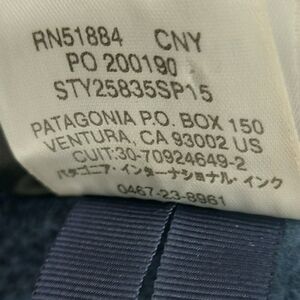 RN51884 CNY
PO 200190
STY25835SP15
PATAGONIA P.O. BOX 150
VENTURA, CA 93001 US
CUIT:30-70924649-2
パタゴニア・インターナショナル・インク
0467-23-8961